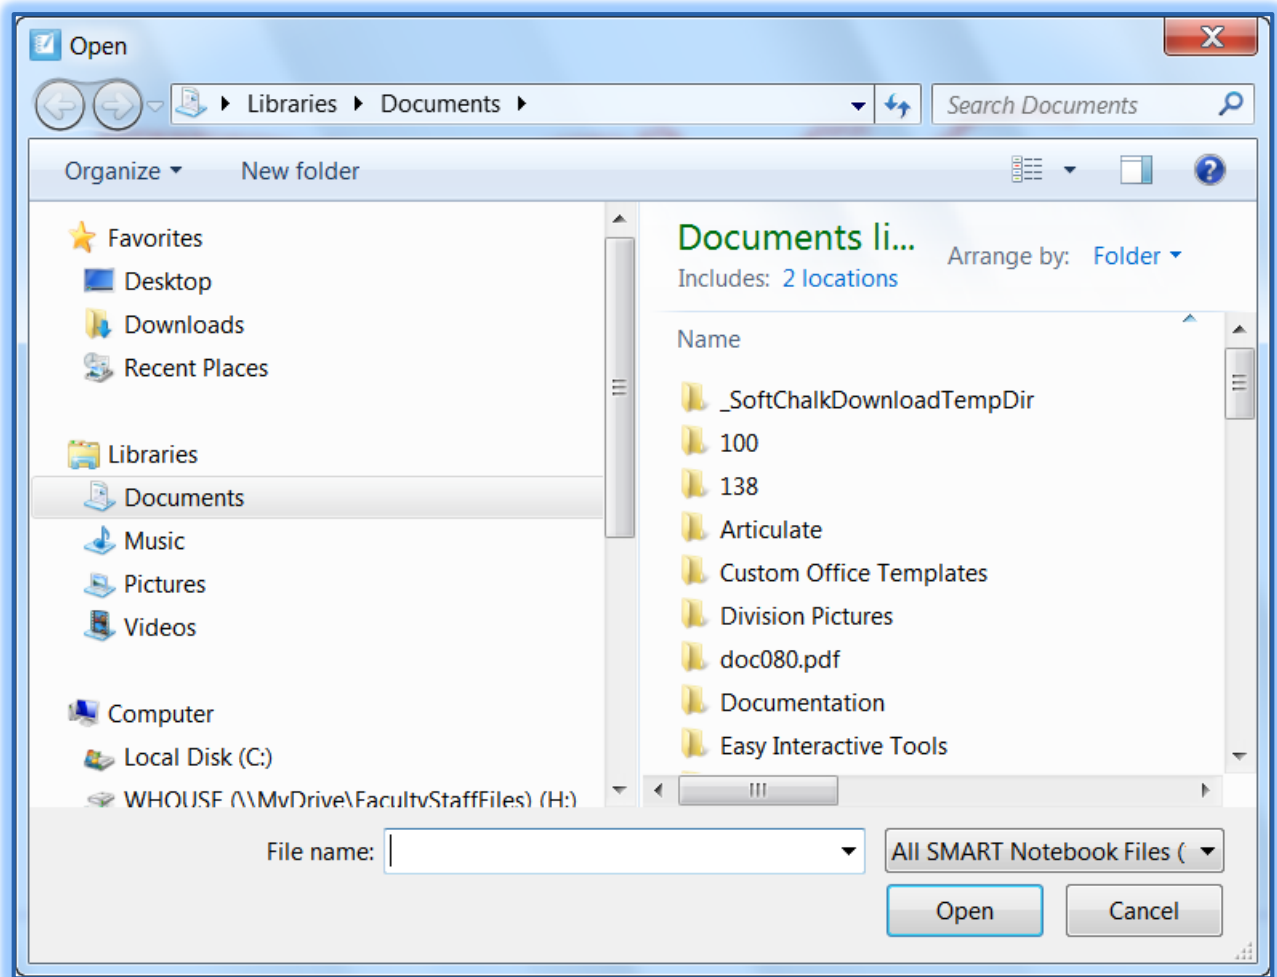 Open
Libraries Documents
Search Documents
Organize New folder
Favorites
Desktop
Downloads
Recent Places
Libraries
Documents
Music
Pictures
Videos
Computer
Local Disk (C:)
WHOUSE (\\MyDrive\FacultyStaffFiles) (H:)
Documents li...
Includes: 2 locations
Arrange by: Folder
Name
_SoftChalkDownloadTempDir
100
138
Articulate
Custom Office Templates
Division Pictures
doc080.pdf
Documentation
Easy Interactive Tools
File name:
All SMART Notebook Files (
Open Cancel